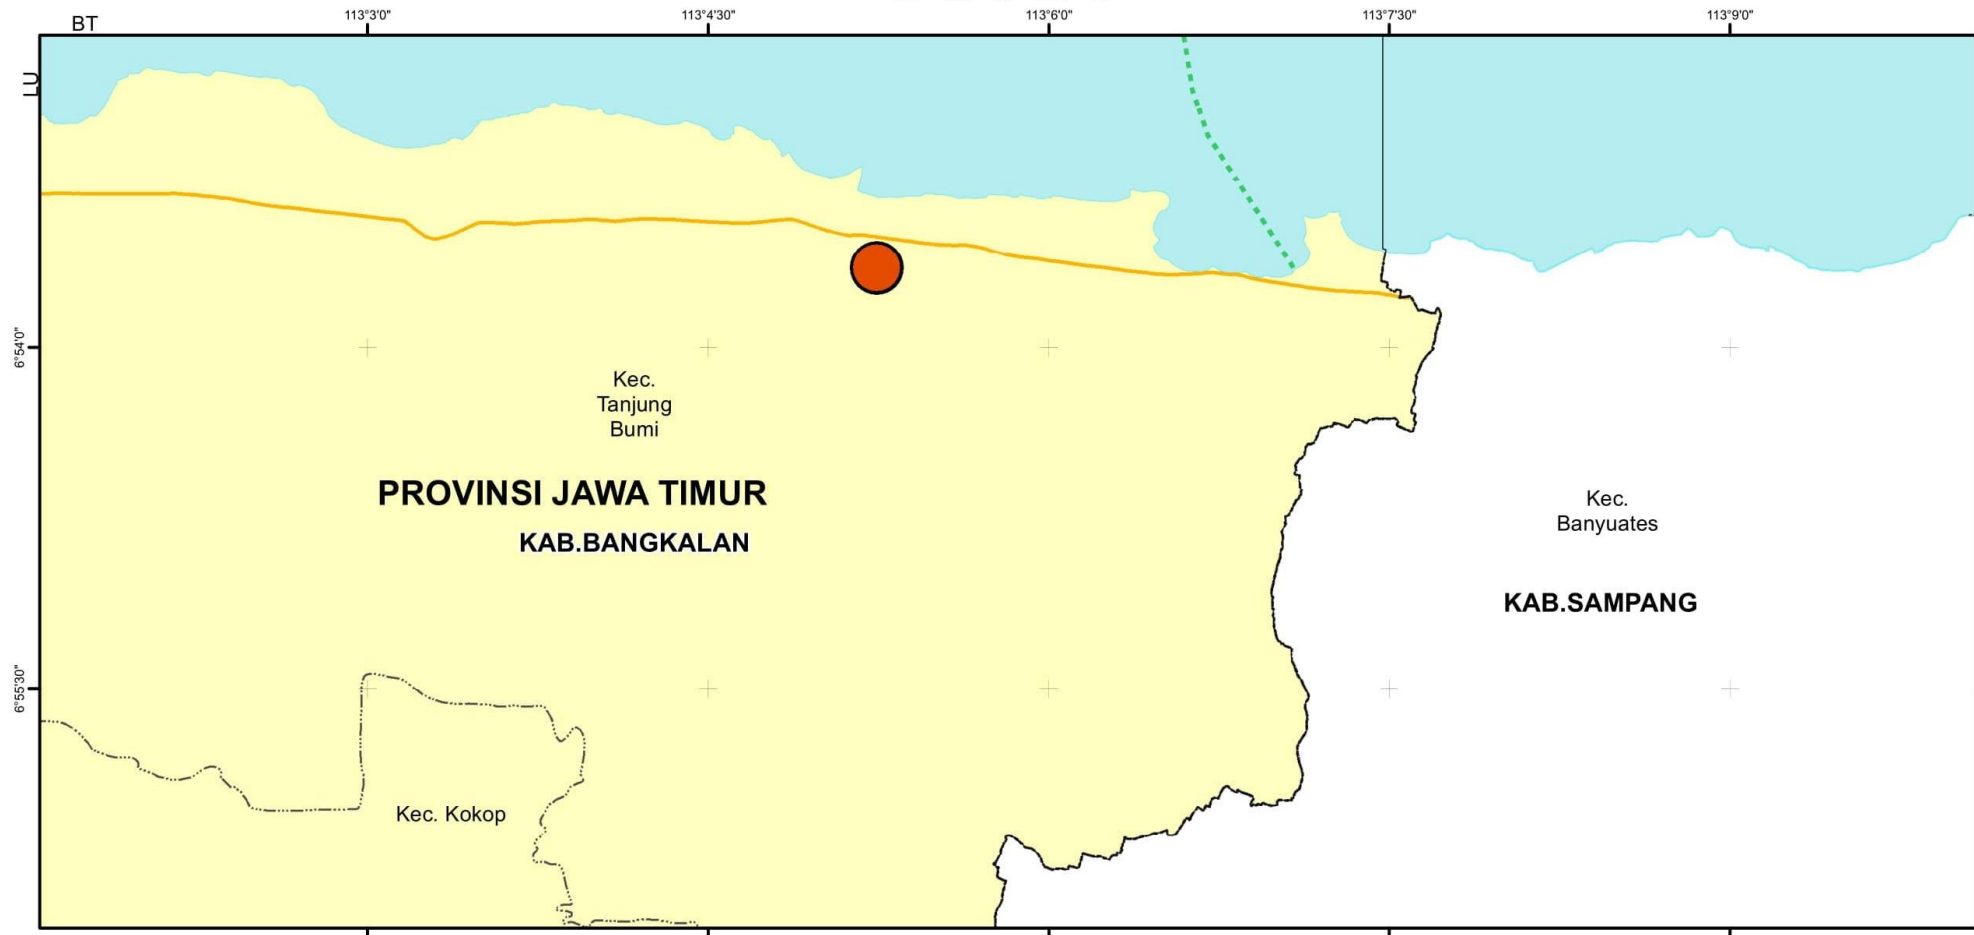 BT
113°3'0"
113°4'30"
113°6'0"
113°7'30"
113°9'0"
LU
6°54'0"
Kec.
Tanjung
Bumi
PROVINSI JAWA TIMUR
KAB.BANGKALAN
Kec.
Banyuates
KAB.SAMPANG
6°55'30"
Kec. Kokop